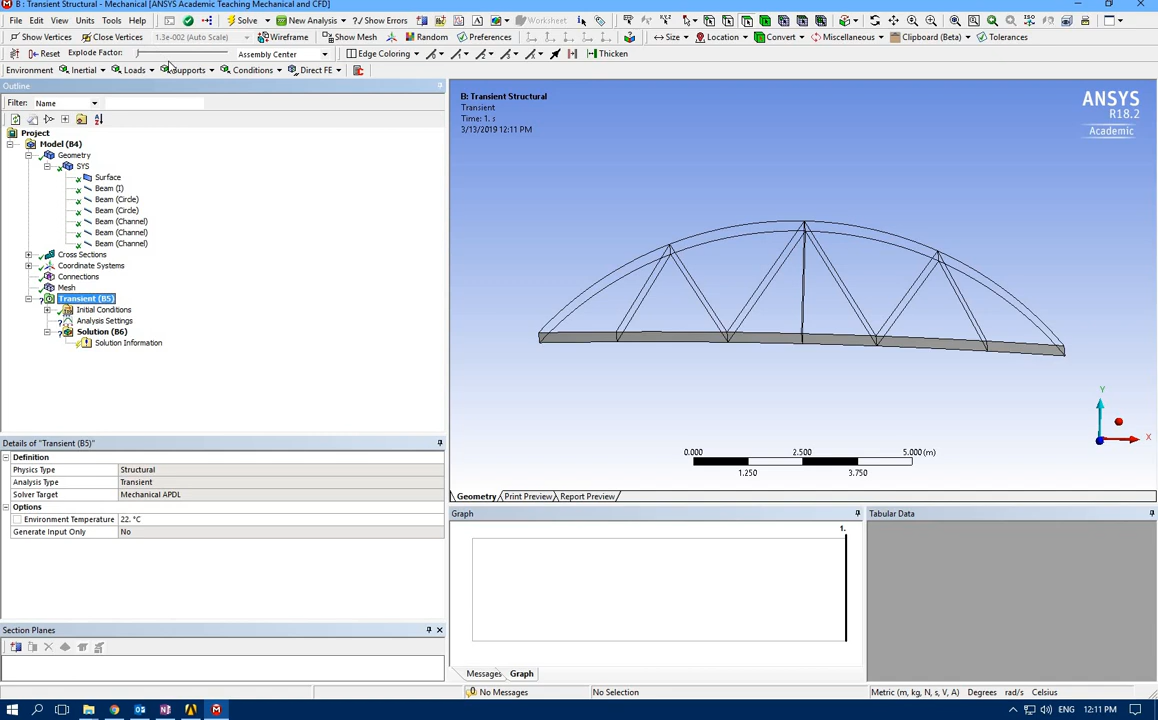 B : Transient Structural - Mechanical [ANSYS Academic Teaching Mechanical and CFD]
File Edit View Units Tools Help Solve New Analysis Show Errors Worksheet
Show Vertices Close Vertices 1.3e-002 (Auto Scale) Wireframe Show Mesh Random Preferences Size Location Convert Miscellaneous Clipboard (Beta) Tolerances
Reset Explode Factor: Assembly Center Edge Coloring Thicken
Environment Inertial Loads Supports Conditions Direct FE
Outline
Filter: Name
Project
Model (B4)
Geometry
SYS
Surface
Beam (I)
Beam (Circle)
Beam (Circle)
Beam (Channel)
Beam (Channel)
Beam (Channel)
Cross Sections
Coordinate Systems
Connections
Mesh
Transient (B5)
Initial Conditions
Analysis Settings
Solution (B6)
Solution Information
Details of "Transient (B5)"
Definition
Physics Type Structural
Analysis Type Transient
Solver Target Mechanical APDL
Options
Environment Temperature 22. °C
Generate Input Only No
Section Planes
B: Transient Structural
Transient
Time: 1. s
3/13/2019 12:11 PM
ANSYS
R18.2
Academic
Y
X
0.000 2.500 5.000 (m)
1.250 3.750
Geometry Print Preview Report Preview
Graph
1.
Messages Graph
Tabular Data
No Messages No Selection Metric (m, kg, N, s, V, A) Degrees rad/s Celsius
ENG 12:11 PM